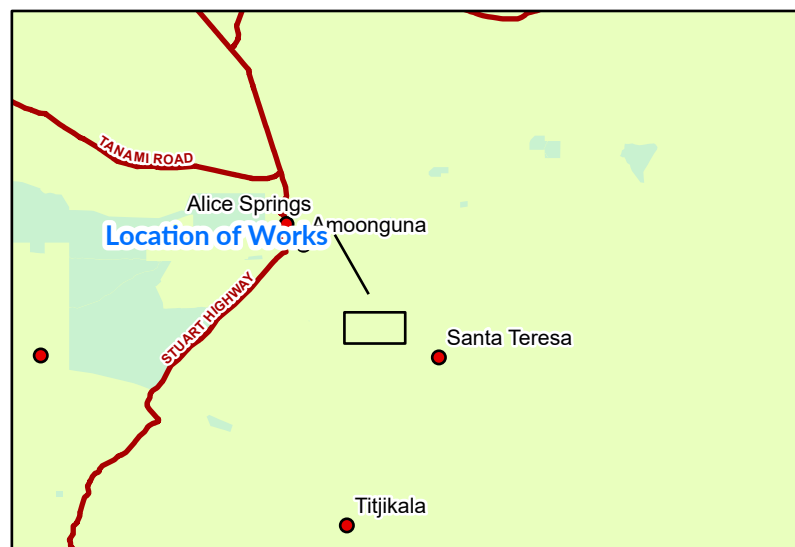 TANAMI ROAD
Alice Springs
Amoonguna
Location of Works
STUART HIGHWAY
Santa Teresa
Titjikala